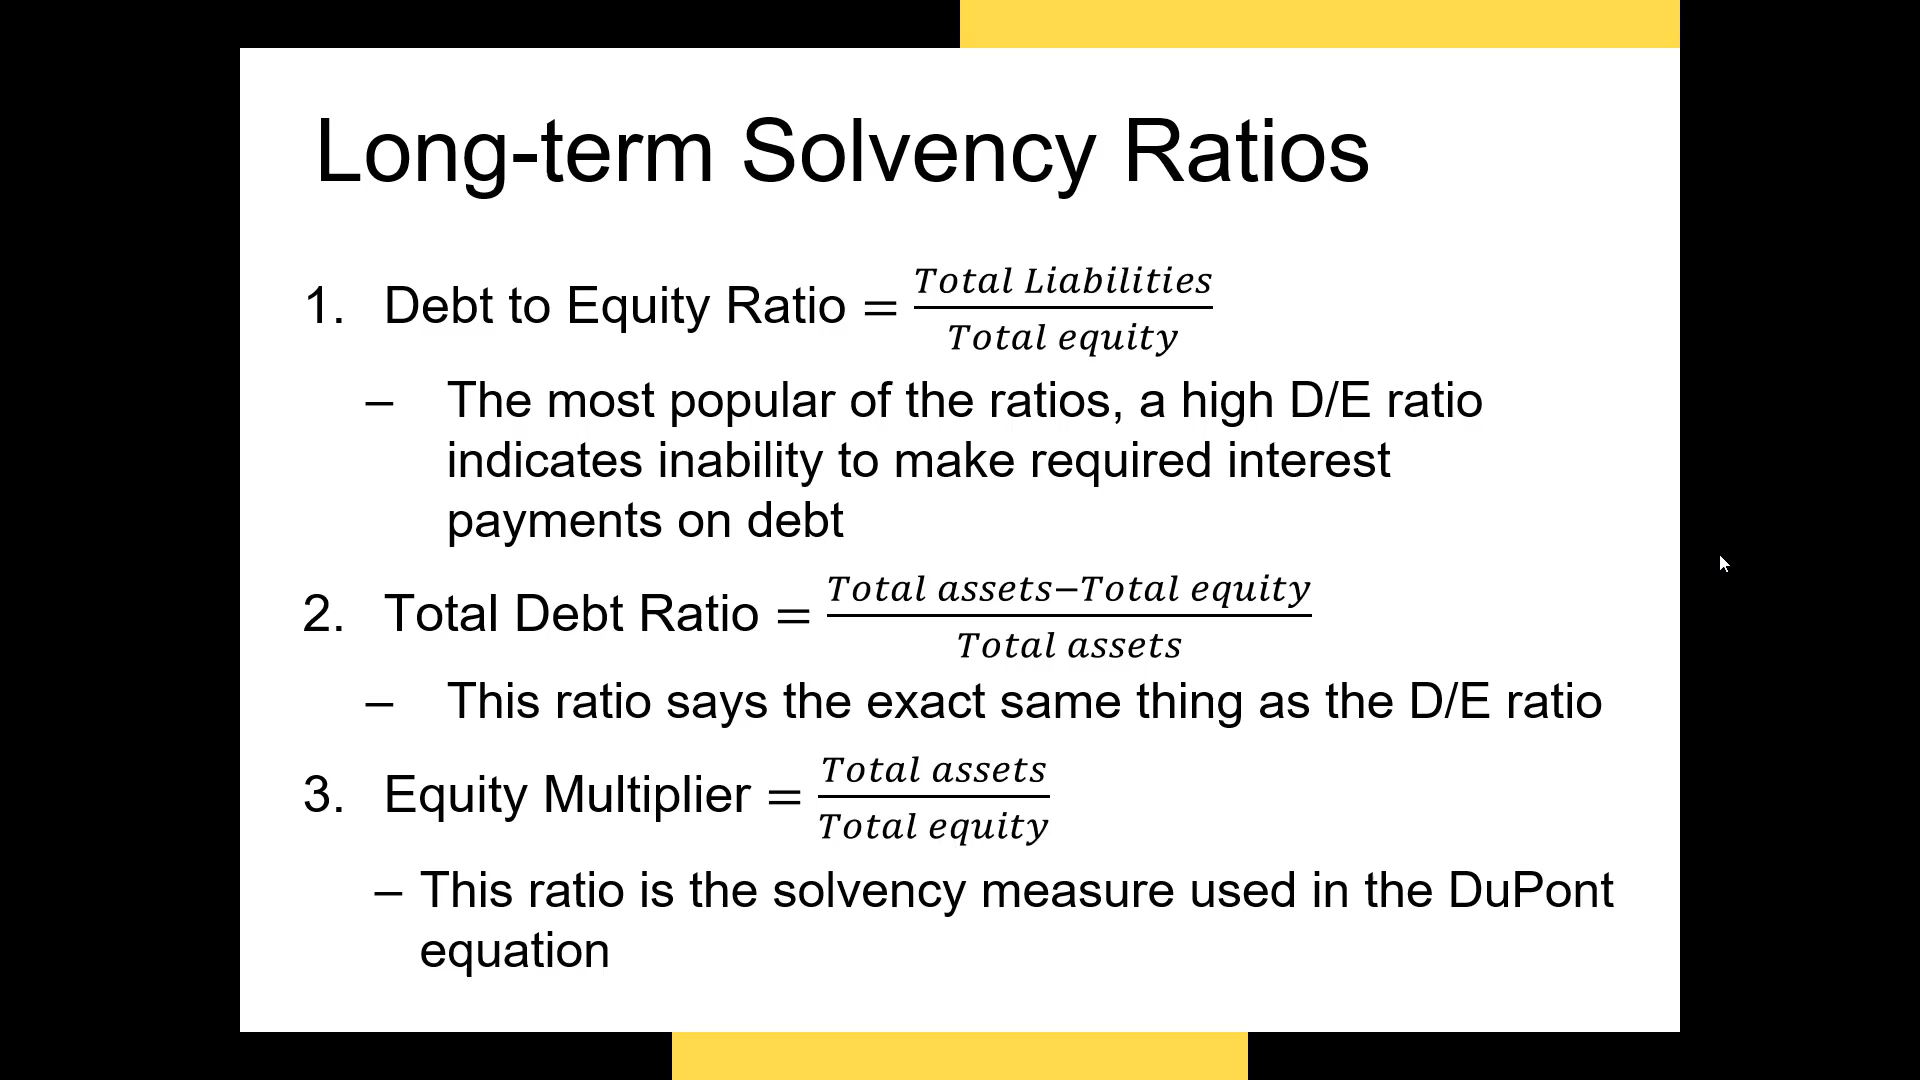 Long-term Solvency Ratios
1. Debt to Equity Ratio = Total Liabilities / Total equity
– The most popular of the ratios, a high D/E ratio
indicates inability to make required interest
payments on debt
2. Total Debt Ratio = Total assets−Total equity / Total assets
– This ratio says the exact same thing as the D/E ratio
3. Equity Multiplier = Total assets / Total equity
– This ratio is the solvency measure used in the DuPont
equation